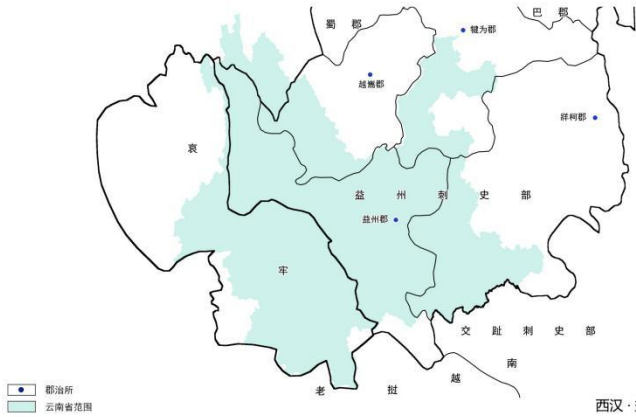 蜀郡
巴郡
犍为郡
越嶲郡
牂柯郡
哀
益州刺史部
益州郡
牢
交趾刺史部
越南
老挝
郡治所
云南省范围
西汉·